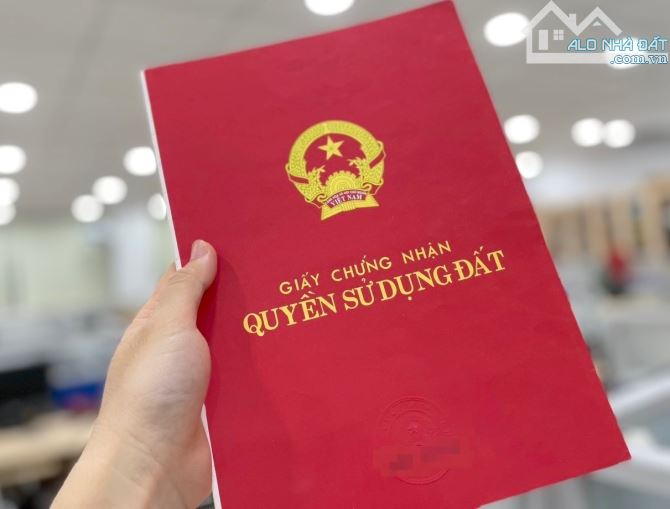 ALO NHÀ ĐẤT
.com.vn
VIỆT NAM
GIẤY CHỨNG NHẬN
QUYỀN SỬ DỤNG ĐẤT